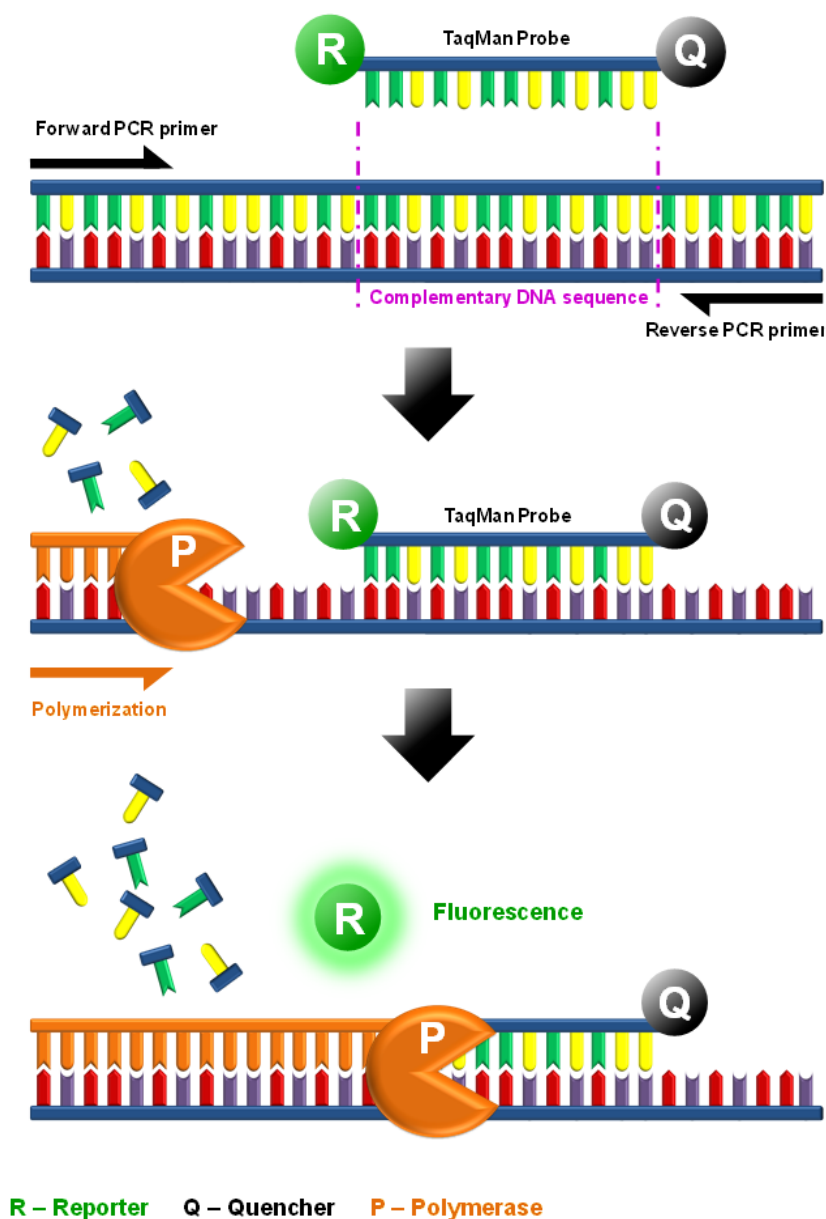 R
TaqMan Probe
Q
Forward PCR primer
Complementary DNA sequence
Reverse PCR primer
R
TaqMan Probe
Q
P
Polymerization
R
Fluorescence
Q
P
R – Reporter Q – Quencher P – Polymerase